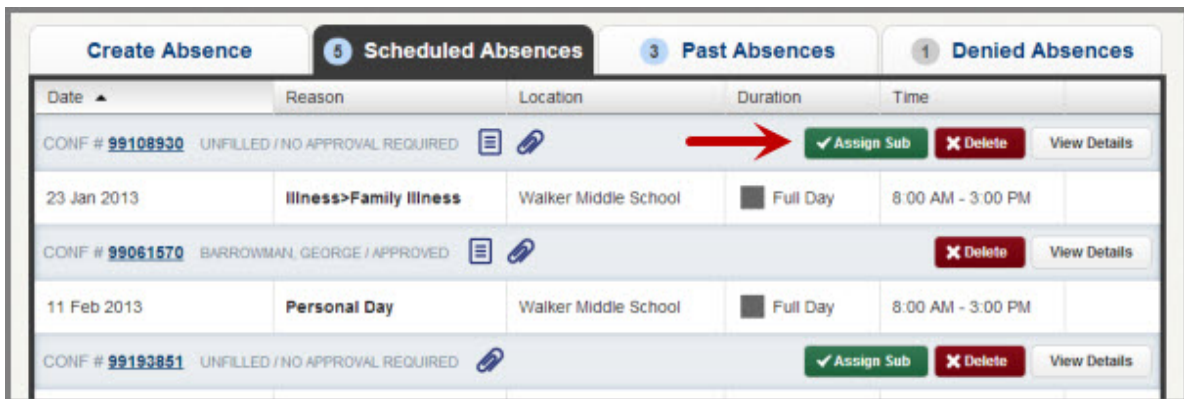 Create Absence 5 Scheduled Absences 3 Past Absences 1 Denied Absences
Date Reason Location Duration Time
CONF # 99108930 UNFILLED / NO APPROVAL REQUIRED Assign Sub Delete View Details
23 Jan 2013 Illness>Family Illness Walker Middle School Full Day 8:00 AM - 3:00 PM
CONF # 99061570 BARROWMAN, GEORGE / APPROVED Delete View Details
11 Feb 2013 Personal Day Walker Middle School Full Day 8:00 AM - 3:00 PM
CONF # 99193851 UNFILLED / NO APPROVAL REQUIRED Assign Sub Delete View Details